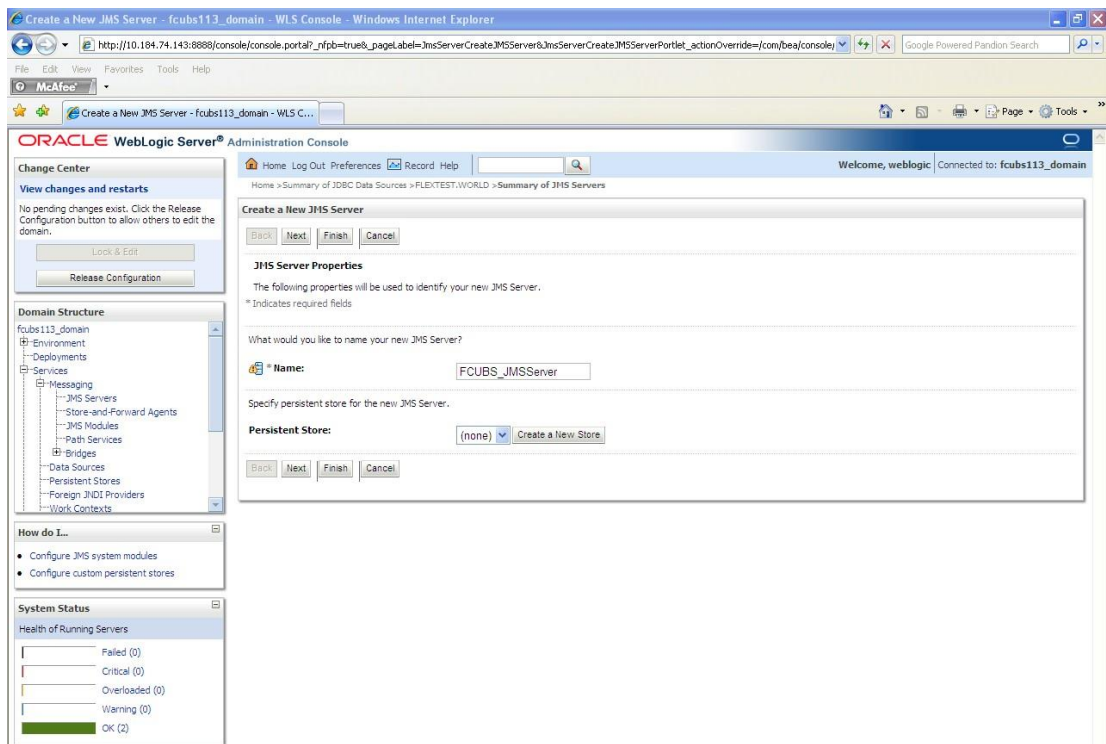 Create a New JMS Server - fcubs113_domain - WLS Console - Windows Internet Explorer
http://10.184.74.143:8888/console/console.portal?_nfpb=true&_pageLabel=JmsServerCreateJMSServer&JmsServerCreateJMSServerPortlet_actionOverride=/com/bea/console/
Google Powered Pandion Search
File Edit View Favorites Tools Help
McAfee
Create a New JMS Server - fcubs113_domain - WLS C...
Page Tools »
ORACLE WebLogic Server® Administration Console
Change Center
View changes and restarts
No pending changes exist. Click the Release
Configuration button to allow others to edit the
domain.
Lock & Edit
Release Configuration
Domain Structure
fcubs113_domain
Environment
Deployments
Services
Messaging
JMS Servers
Store-and-Forward Agents
JMS Modules
Path Services
Bridges
Data Sources
Persistent Stores
Foreign JNDI Providers
Work Contexts
How do I...
Configure JMS system modules
Configure custom persistent stores
System Status
Health of Running Servers
Failed (0)
Critical (0)
Overloaded (0)
Warning (0)
OK (2)
Home Log Out Preferences Record Help
Welcome, weblogic Connected to: fcubs113_domain
Home >Summary of JDBC Data Sources >FLEXTEST.WORLD >Summary of JMS Servers
Create a New JMS Server
Back Next Finish Cancel
JMS Server Properties
The following properties will be used to identify your new JMS Server.
* Indicates required fields
What would you like to name your new JMS Server?
* Name: FCUBS_JMSServer
Specify persistent store for the new JMS Server.
Persistent Store: (none) Create a New Store
Back Next Finish Cancel